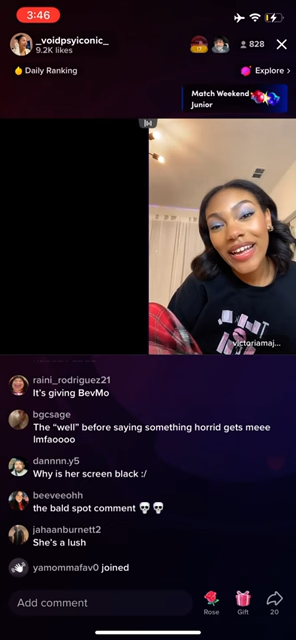 3:46
_voidpsyiconic_
9.2K likes
828
Daily Ranking
Explore >
Match Weekend
Junior
victoriamaj...
raini_rodriguez21
It's giving BevMo
bgcsage
The “well” before saying something horrid gets meee
lmfaoooo
dannnn.y5
Why is her screen black :/
beeveeohh
the bald spot comment 💀💀
jahaanburnett2
She's a lush
yamommafav0 joined
Add comment
Rose
Gift
20